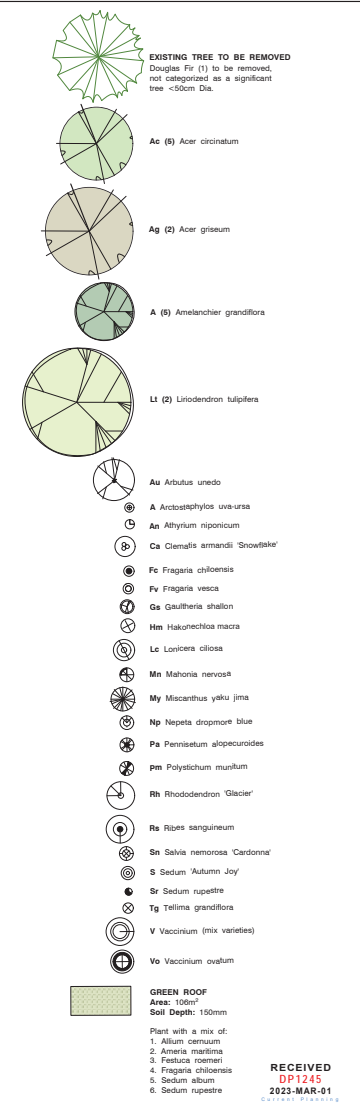 EXISTING TREE TO BE REMOVED
Douglas Fir (1) to be removed,
not categorized as a significant
tree <50cm Dia.
Ac (5) Acer circinatum
Ag (2) Acer griseum
A (5) Amelanchier grandiflora
Lt (2) Liriodendron tulipifera
Au Arbutus unedo
A Arctostaphylos uva-ursa
An Athyrium niponicum
Ca Clematis armandii 'Snowflake'
Fc Fragaria chiloensis
Fv Fragaria vesca
Gs Gaultheria shallon
Hm Hakonechloa macra
Lc Lonicera ciliosa
Mn Mahonia nervosa
My Miscanthus yaku jima
Np Nepeta dropmore blue
Pa Pennisetum alopecuroides
pm Polystichum munitum
Rh Rhododendron 'Glacier'
Rs Ribes sanguineum
Sn Salvia nemorosa 'Cardonna'
S Sedum 'Autumn Joy'
Sr Sedum rupestre
Tg Tellima grandiflora
V Vaccinium (mix varieties)
Vo Vaccinium ovatum
GREEN ROOF
Area: 106m²
Soil Depth: 150mm
Plant with a mix of:
1. Allium cernuum
2. Ameria maritima
3. Festuca roemeri
4. Fragaria chiloensis
5. Sedum album
6. Sedum rupestre
RECEIVED
DP1245
2023-MAR-01
Current Planning